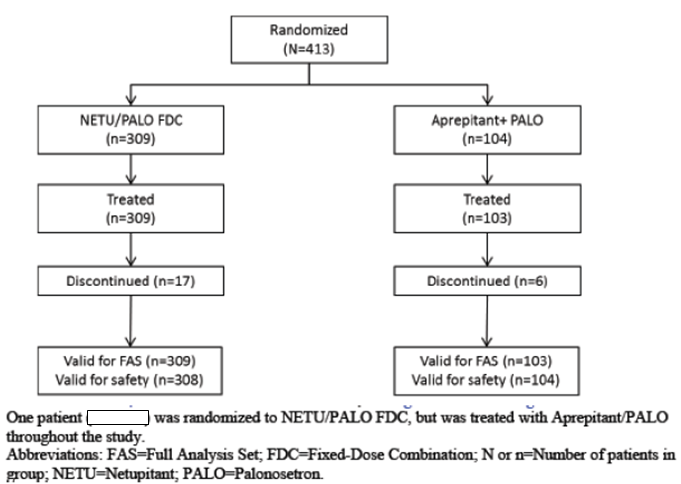 Randomized
(N=413)
NETU/PALO FDC
(n=309)
Aprepitant+ PALO
(n=104)
Treated
(n=309)
Treated
(n=103)
Discontinued (n=17)
Discontinued (n=6)
Valid for FAS (n=309)
Valid for safety (n=308)
Valid for FAS (n=103)
Valid for safety (n=104)
One patient was randomized to NETU/PALO FDC, but was treated with Aprepitant/PALO
throughout the study.
Abbreviations: FAS=Full Analysis Set; FDC=Fixed-Dose Combination; N or n=Number of patients in
group; NETU=Netupitant; PALO=Palonosetron.